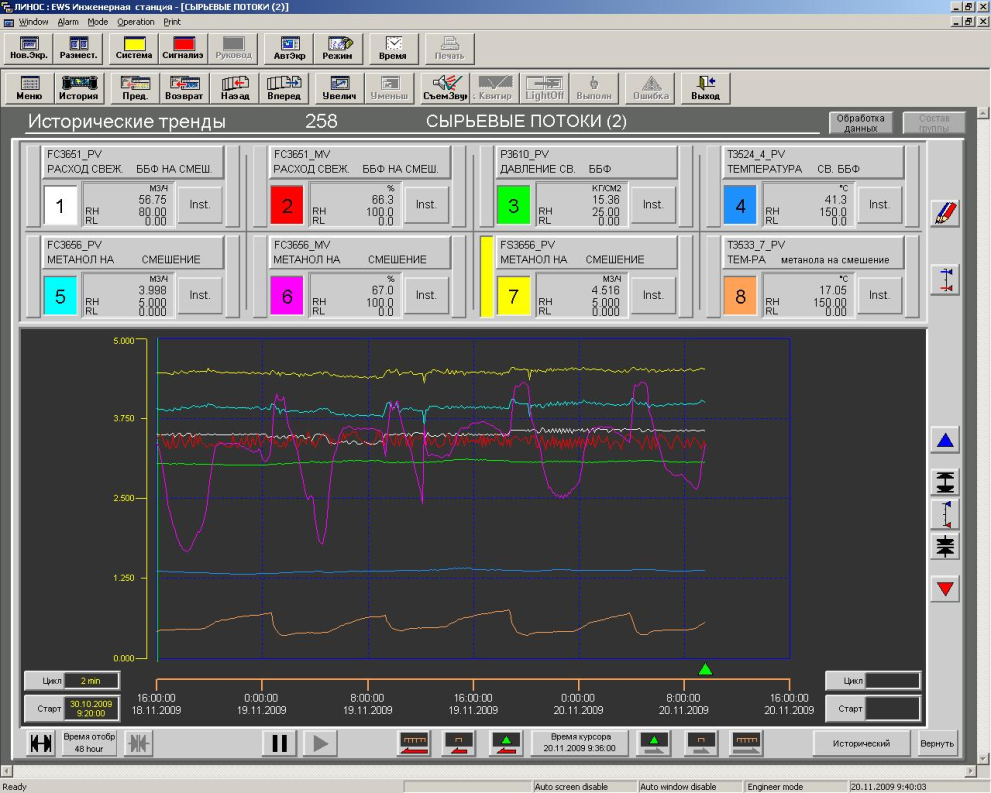 ЛИНОС : EWS Инженерная станция - [СЫРЬЕВЫЕ ПОТОКИ (2)]
Window Alarm Mode Operation Print
Нов.Экр. Размест. Система Сигнализ Руковод АвтЭкр Режим Время Печать
Меню История Пред. Возврат Назад Вперед Увелич Уменьш СъемЗвук Квитир LightOff Выполн Ошибка Выход
Исторические тренды 258 СЫРЬЕВЫЕ ПОТОКИ (2) Обработка данных Состав группы
FC3651_PV
РАСХОД СВЕЖ. ББФ НА СМЕШ.
1
М3/Ч
56.75
RH 80.00
RL 0.00
Inst.
FC3651_MV
РАСХОД СВЕЖ. ББФ НА СМЕШ.
2
%
66.3
RH 100.0
RL 0.0
Inst.
P3610_PV
ДАВЛЕНИЕ СВ. ББФ
3
КГ/СМ2
15.36
RH 25.00
RL 0.00
Inst.
T3524_4_PV
ТЕМПЕРАТУРА СВ. ББФ
4
°C
41.3
RH 150.0
RL 0.0
Inst.
FC3656_PV
МЕТАНОЛ НА СМЕШЕНИЕ
5
М3/Ч
3.998
RH 5.000
RL 0.000
Inst.
FC3656_MV
МЕТАНОЛ НА СМЕШЕНИЕ
6
%
67.0
RH 100.0
RL 0.0
Inst.
FS3656_PV
МЕТАНОЛ НА СМЕШЕНИЕ
7
М3/Ч
4.516
RH 5.000
RL 0.000
Inst.
T3533_7_PV
ТЕМ-РА метанола на смешение
8
°C
17.05
RH 150.00
RL 0.00
Inst.
5.000
3.750
2.500
1.250
0.000
Цикл 2 min
Старт 30.10.2009 9:20:00
16:00:00 0:00:00 8:00:00 16:00:00 0:00:00 8:00:00 16:00:00
18.11.2009 19.11.2009 19.11.2009 19.11.2009 20.11.2009 20.11.2009 20.11.2009
Цикл
Старт
Время отобр
48 hour
Время курсора
20.11.2009 9:36:00
Исторический
Вернуть
Ready Auto screen disable Auto window disable Engineer mode 20.11.2009 9:40:03